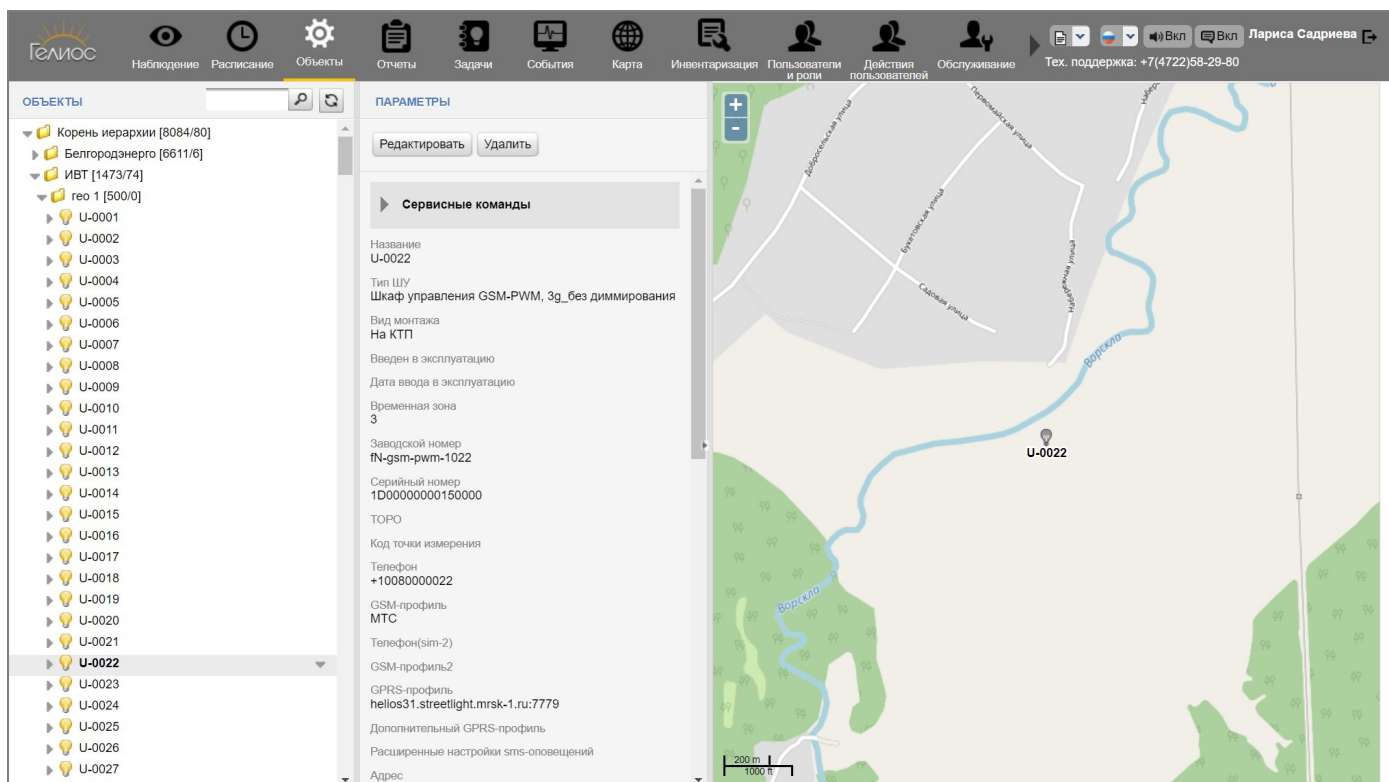 Гелиос
Наблюдение
Расписание
Объекты
Отчеты
Задачи
События
Карта
Инвентаризация
Пользователи
и роли
Действия
пользователей
Обслуживание
Вкл
Вкл
Лариса Садриева
Тех. поддержка: +7(4722)58-29-80
ОБЪЕКТЫ
Корень иерархии [8084/80]
Белгородэнерго [6611/6]
ИВТ [1473/74]
гео 1 [500/0]
U-0001
U-0002
U-0003
U-0004
U-0005
U-0006
U-0007
U-0008
U-0009
U-0010
U-0011
U-0012
U-0013
U-0014
U-0015
U-0016
U-0017
U-0018
U-0019
U-0020
U-0021
U-0022
U-0023
U-0024
U-0025
U-0026
U-0027
ПАРАМЕТРЫ
Редактировать
Удалить
Сервисные команды
Название
U-0022
Тип ШУ
Шкаф управления GSM-PWM, 3g_без диммирования
Вид монтажа
На КТП
Введен в эксплуатацию
Дата ввода в эксплуатацию
Временная зона
3
Заводской номер
fN-gsm-pwm-1022
Серийный номер
1D00000000150000
ТОРО
Код точки измерения
Телефон
+10080000022
GSM-профиль
МТС
Телефон(sim-2)
GSM-профиль2
GPRS-профиль
helios31.streetlight.mrsk-1.ru:7779
Дополнительный GPRS-профиль
Расширенные настройки sms-оповещений
Адрес
+
-
Добросельская улица
Первомайская улица
Букетовская улица
Садовая улица
Ворскла
U-0022
Ворскла
200 m
1000 ft